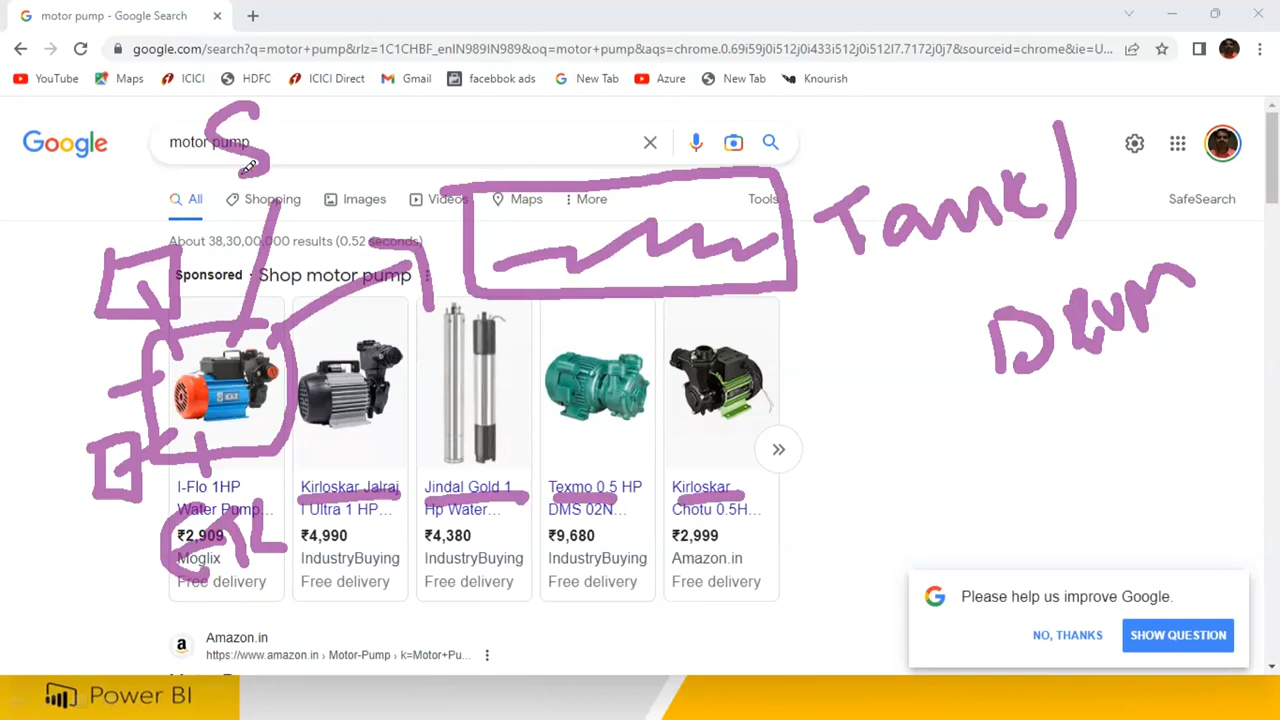 motor pump - Google Search
google.com/search?q=motor+pump&rlz=1C1CHBF_enIN989IN989&oq=motor+pump&aqs=chrome.0.69i59j0i512j0i433i512j0i512l7.7172j0j7&sourceid=chrome&ie=U...
YouTube Maps ICICI HDFC ICICI Direct Gmail facebbok ads New Tab Azure New Tab Knourish
S
Google motor pump
All Shopping Images Videos Maps More Tools SafeSearch
Tank
About 38,30,00,000 results (0.52 seconds)
Sponsored Shop motor pump
Drum
I-Flo 1HP Kirloskar Jalraj Jindal Gold 1 Texmo 0.5 HP Kirloskar
Water Pump... I Ultra 1 HP... Hp Water... DMS 02N... Chotu 0.5H...
₹2,909 ₹4,990 ₹4,380 ₹9,680 ₹2,999
ETL
Moglix IndustryBuying IndustryBuying IndustryBuying Amazon.in
Free delivery Free delivery Free delivery Free delivery Free delivery
Please help us improve Google.
NO, THANKS SHOW QUESTION
a Amazon.in
https://www.amazon.in › Motor-Pump › k=Motor+Pu...
Power BI